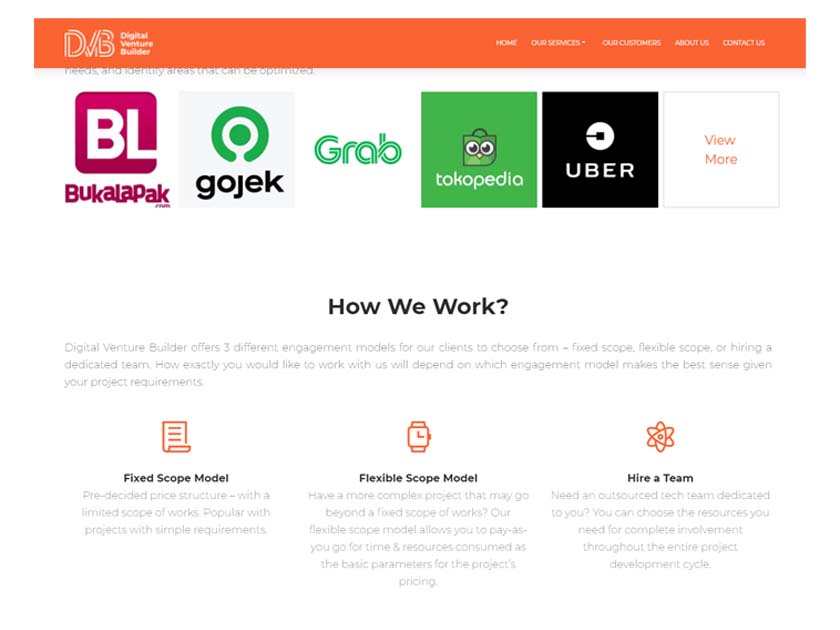 DVB Digital
Venture
Builder
HOME OUR SERVICES OUR CUSTOMERS ABOUT US CONTACT US
needs, and identify areas that can be optimized.
BL
BukalaPak
.com
gojek
Grab
tokopedia
UBER
View
More
How We Work?
Digital Venture Builder offers 3 different engagement models for our clients to choose from – fixed scope, flexible scope, or hiring a
dedicated team. How exactly you would like to work with us will depend on which engagement model makes the best sense given
your project requirements.
Fixed Scope Model
Pre-decided price structure – with a
limited scope of works. Popular with
projects with simple requirements.
Flexible Scope Model
Have a more complex project that may go
beyond a fixed scope of works? Our
flexible scope model allows you to pay-as-
you go for time & resources consumed as
the basic parameters for the project's
pricing.
Hire a Team
Need an outsourced tech team dedicated
to you? You can choose the resources you
need for complete involvement
throughout the entire project
development cycle.